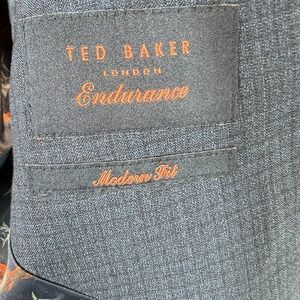 TED BAKER
LONDON
Endurance
Modern Fit